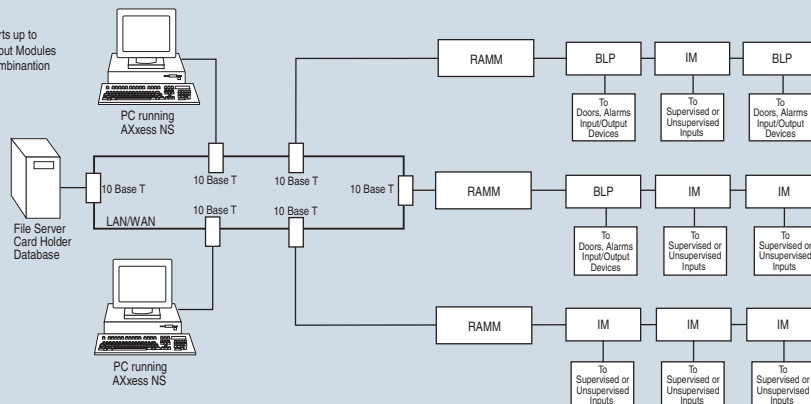 rts up to
out Modules
mbinantion
PC running
AXxess NS
File Server
Card Holder
Database
10 Base T
LAN/WAN
10 Base T
10 Base T
10 Base T
10 Base T
10 Base T
PC running
AXxess NS
RAMM
BLP
IM
BLP
To
Doors, Alarms
Input/Output
Devices
To
Supervised or
Unsupervised
Inputs
To
Doors, Alarms
Input/Output
Devices
RAMM
BLP
IM
IM
To
Doors, Alarms
Input/Output
Devices
To
Supervised or
Unsupervised
Inputs
To
Supervised or
Unsupervised
Inputs
RAMM
IM
IM
IM
To
Supervised or
Unsupervised
Inputs
To
Supervised or
Unsupervised
Inputs
To
Supervised or
Unsupervised
Inputs